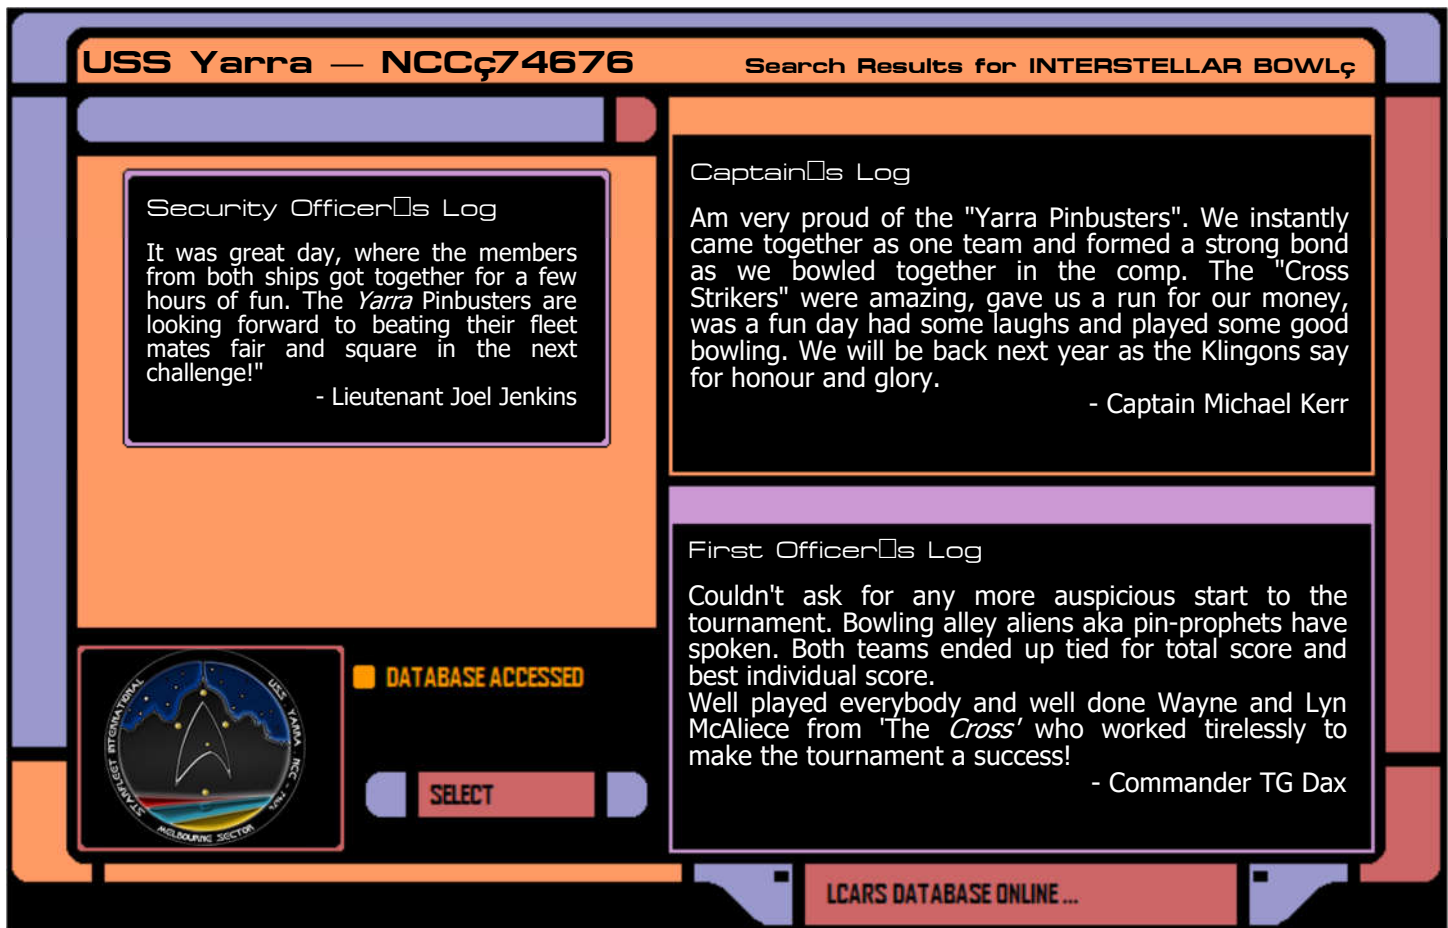 USS Yarra — NCCç74676
Search Results for INTERSTELLAR BOWLç
Security Officer□s Log
It was great day, where the members
from both ships got together for a few
hours of fun. The Yarra Pinbusters are
looking forward to beating their fleet
mates fair and square in the next
challenge!"
- Lieutenant Joel Jenkins
Captain□s Log
Am very proud of the "Yarra Pinbusters". We instantly
came together as one team and formed a strong bond
as we bowled together in the comp. The "Cross
Strikers" were amazing, gave us a run for our money,
was a fun day had some laughs and played some good
bowling. We will be back next year as the Klingons say
for honour and glory.
- Captain Michael Kerr
First Officer□s Log
Couldn't ask for any more auspicious start to the
tournament. Bowling alley aliens aka pin-prophets have
spoken. Both teams ended up tied for total score and
best individual score.
Well played everybody and well done Wayne and Lyn
McAliece from 'The Cross' who worked tirelessly to
make the tournament a success!
- Commander TG Dax
STARFLEET INTERNATIONAL
USS YARRA NCC - 74676
MELBOURNE SECTOR
DATABASE ACCESSED
SELECT
LCARS DATABASE ONLINE ...